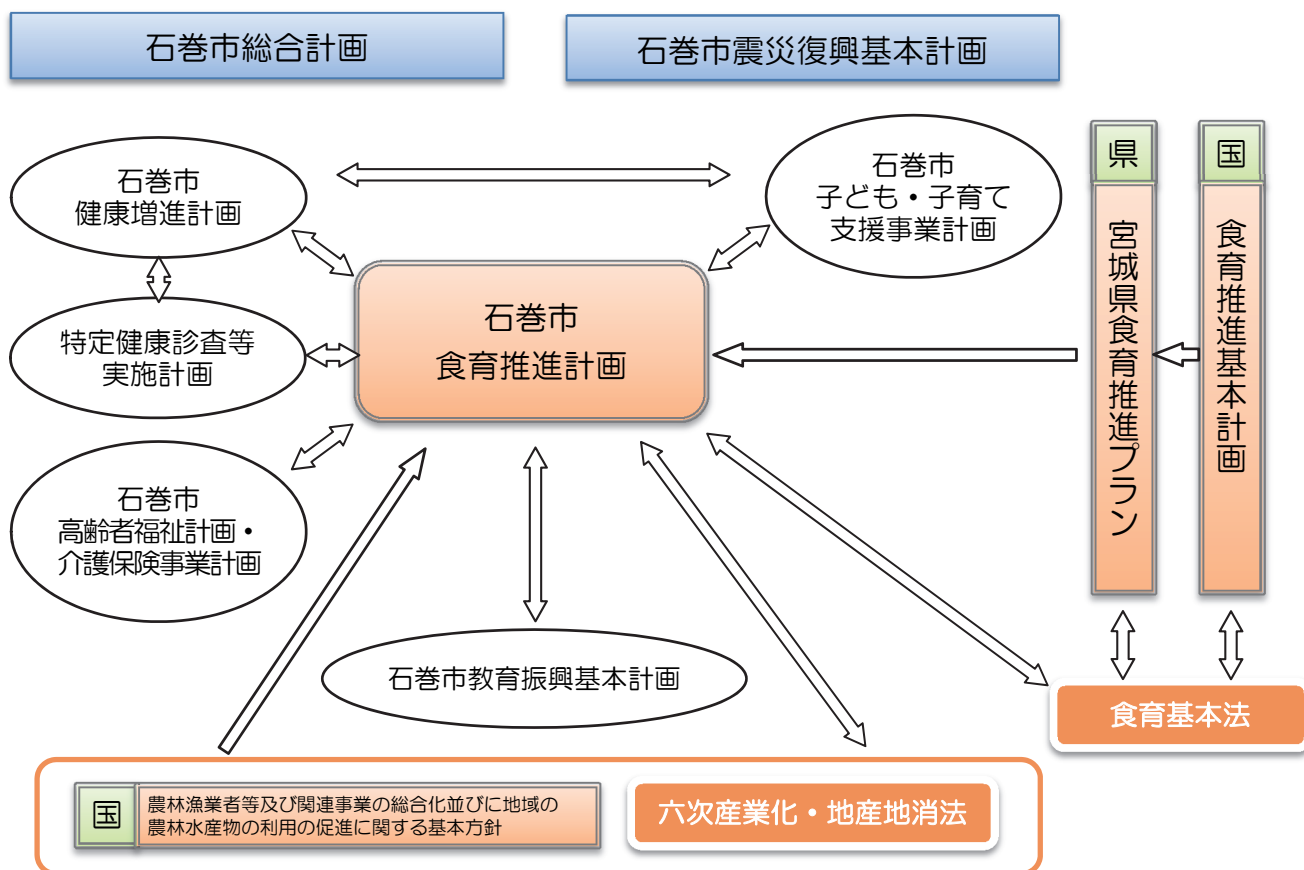 石巻市総合計画
石巻市震災復興基本計画
石巻市
健康増進計画
石巻市
子ども・子育て
支援事業計画
県
宮城県食育推進プラン
国
食育推進基本計画
石巻市
食育推進計画
特定健康診査等
実施計画
石巻市
高齢者福祉計画・
介護保険事業計画
石巻市教育振興基本計画
食育基本法
国
農林漁業者等及び関連事業の総合化並びに地域の
農林水産物の利用の促進に関する基本方針
六次産業化・地産地消法